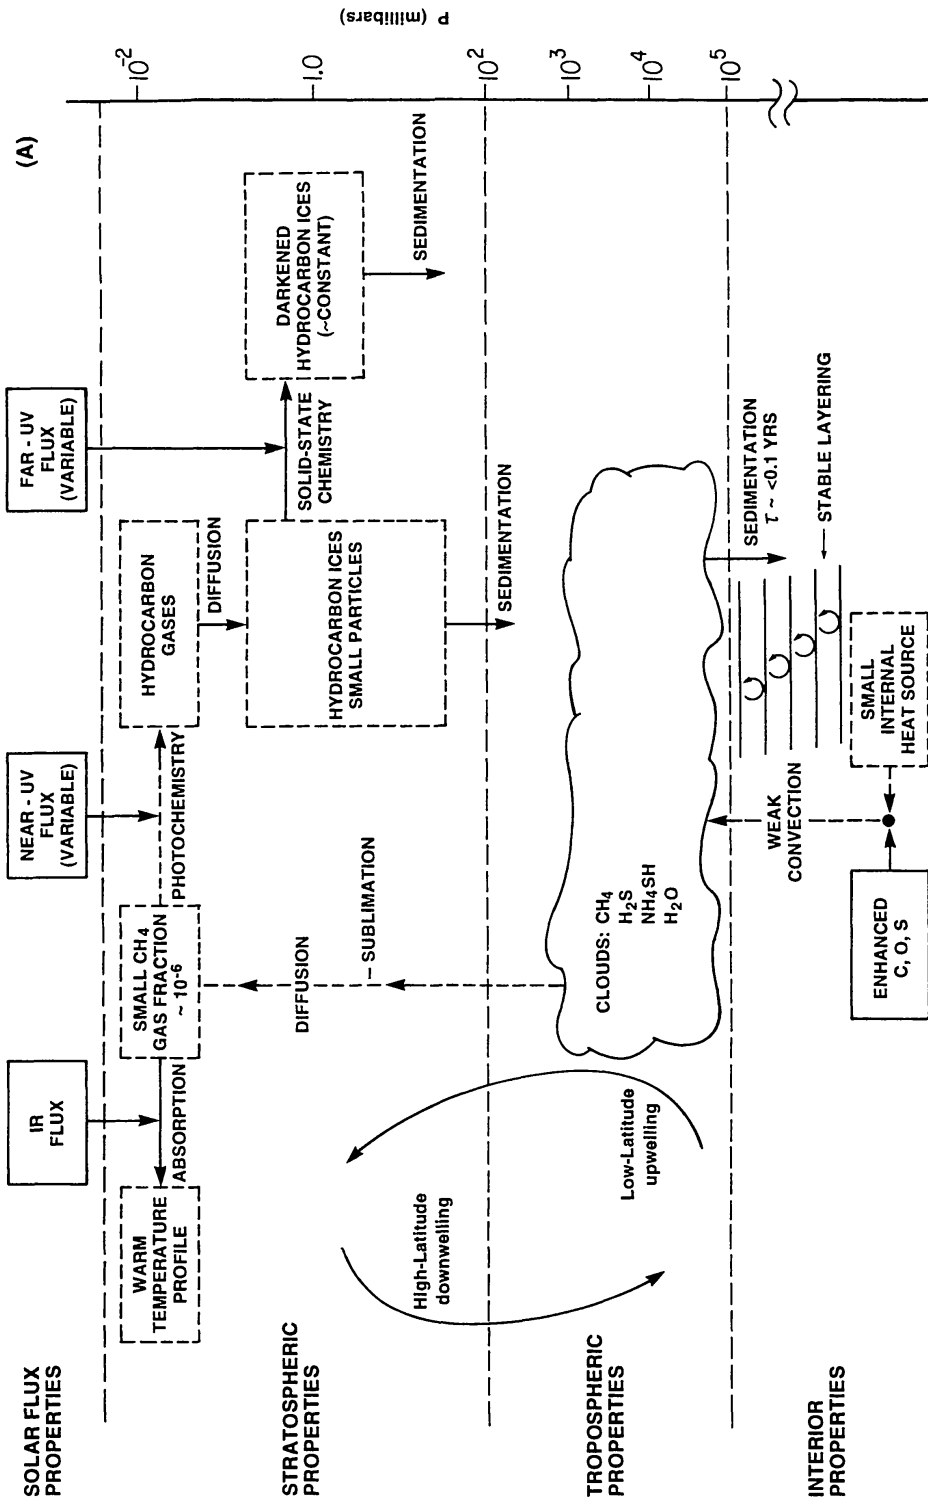 (A)
SOLAR FLUX
PROPERTIES
IR
FLUX
NEAR - UV
FLUX
(VARIABLE)
FAR - UV
FLUX
(VARIABLE)
STRATOSPHERIC
PROPERTIES
WARM
TEMPERATURE
PROFILE
ABSORPTION
SMALL CH4
GAS FRACTION
~ 10-6
PHOTOCHEMISTRY
HYDROCARBON
GASES
DIFFUSION
HYDROCARBON ICES
SMALL PARTICLES
SOLID-STATE
CHEMISTRY
DARKENED
HYDROCARBON ICES
(~CONSTANT)
SEDIMENTATION
SEDIMENTATION
DIFFUSION
– SUBLIMATION
High-Latitude
downwelling
Low-Latitude
upwelling
TROPOSPHERIC
PROPERTIES
CLOUDS: CH4
H2S
NH4SH
H2O
SEDIMENTATION
τ ~ <0.1 YRS
INTERIOR
PROPERTIES
WEAK
CONVECTION
STABLE LAYERING
ENHANCED
C, O, S
SMALL
INTERNAL
HEAT SOURCE
10-2
1.0
10²
10³
10⁴
10⁵
P (millibars)